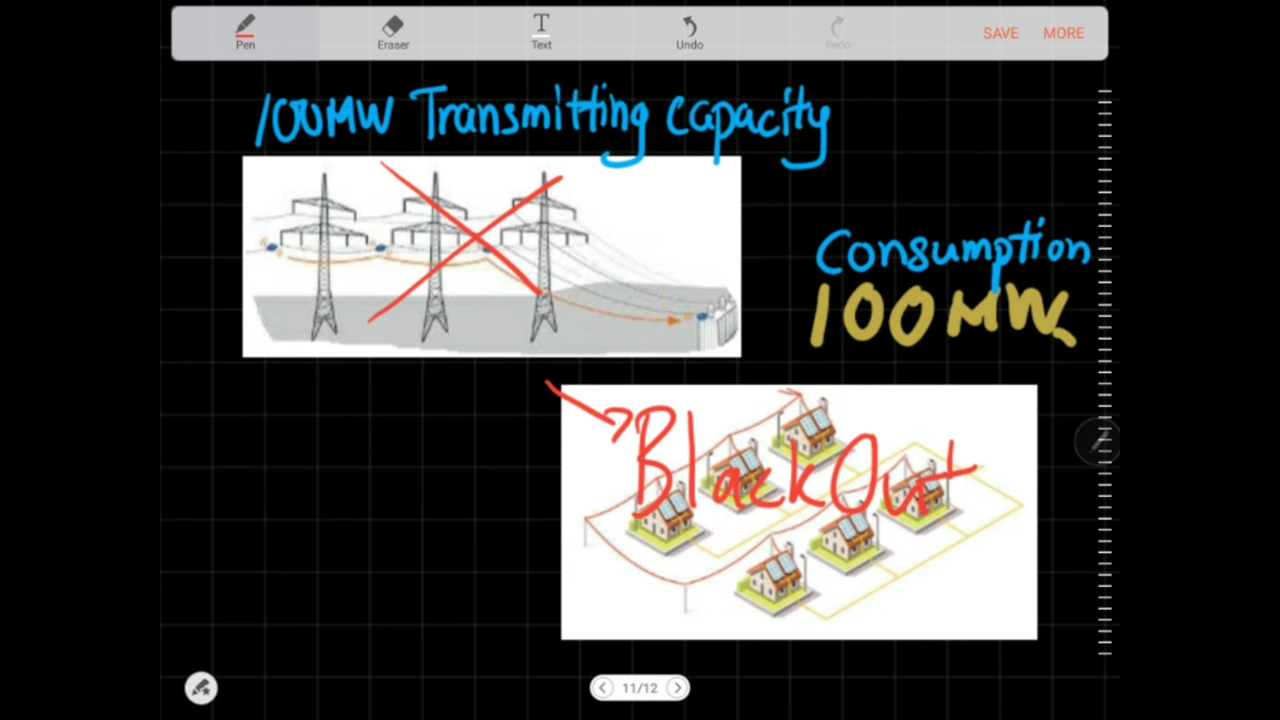 Pen
Eraser
Text
Undo
Redo
SAVE
MORE
100MW Transmitting Capacity
Consumption
100MW
BlackOut
11/12